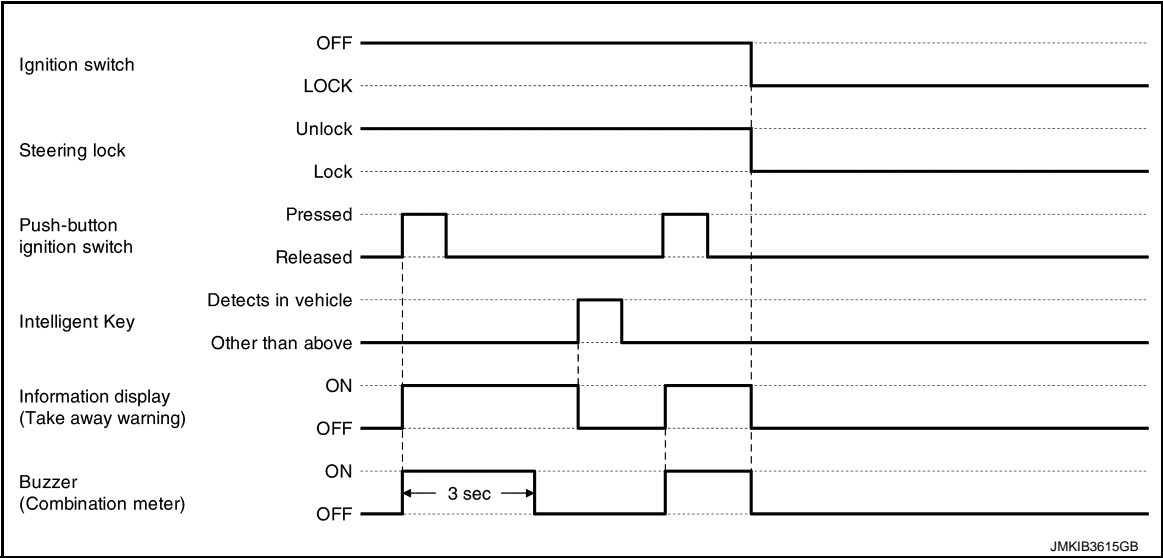 OFF
Ignition switch
LOCK
Unlock
Steering lock
Lock
Pressed
Push-button
ignition switch
Released
Detects in vehicle
Intelligent Key
Other than above
ON
Information display
(Take away warning)
OFF
ON
Buzzer
(Combination meter)
3 sec
OFF
JMKIB3615GB